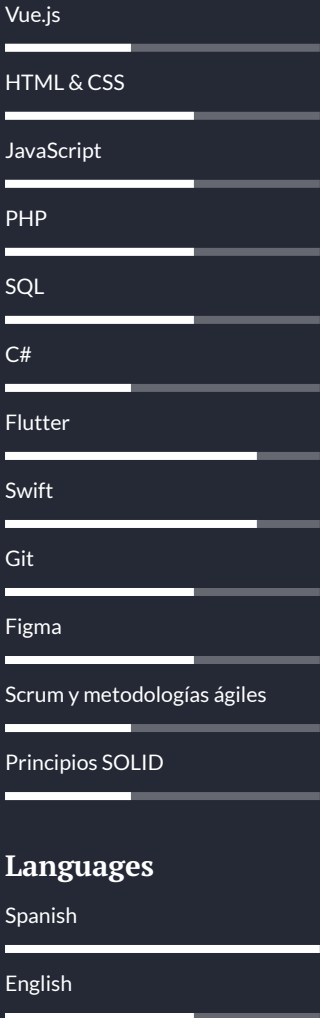 Vue.js
HTML & CSS
JavaScript
PHP
SQL
C#
Flutter
Swift
Git
Figma
Scrum y metodologías ágiles
Principios SOLID
Languages
Spanish
English